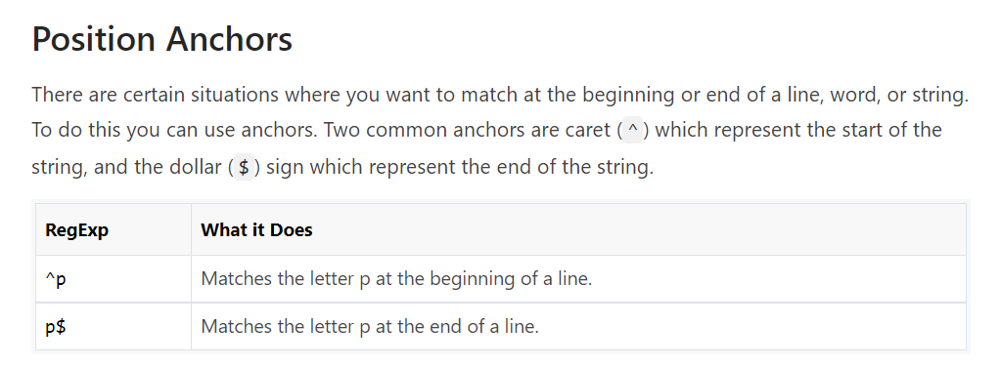 Position Anchors
There are certain situations where you want to match at the beginning or end of a line, word, or string.
To do this you can use anchors. Two common anchors are caret (^) which represent the start of the
string, and the dollar ($) sign which represent the end of the string.
RegExp What it Does
^p Matches the letter p at the beginning of a line.
p$ Matches the letter p at the end of a line.